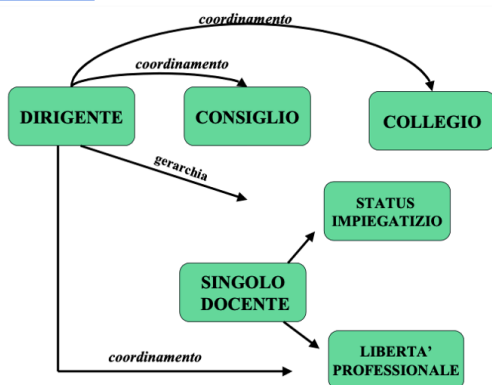 coordinamento
coordinamento
DIRIGENTE
CONSIGLIO
COLLEGIO
gerarchia
STATUS
IMPIEGATIZIO
SINGOLO
DOCENTE
LIBERTA’
PROFESSIONALE
coordinamento